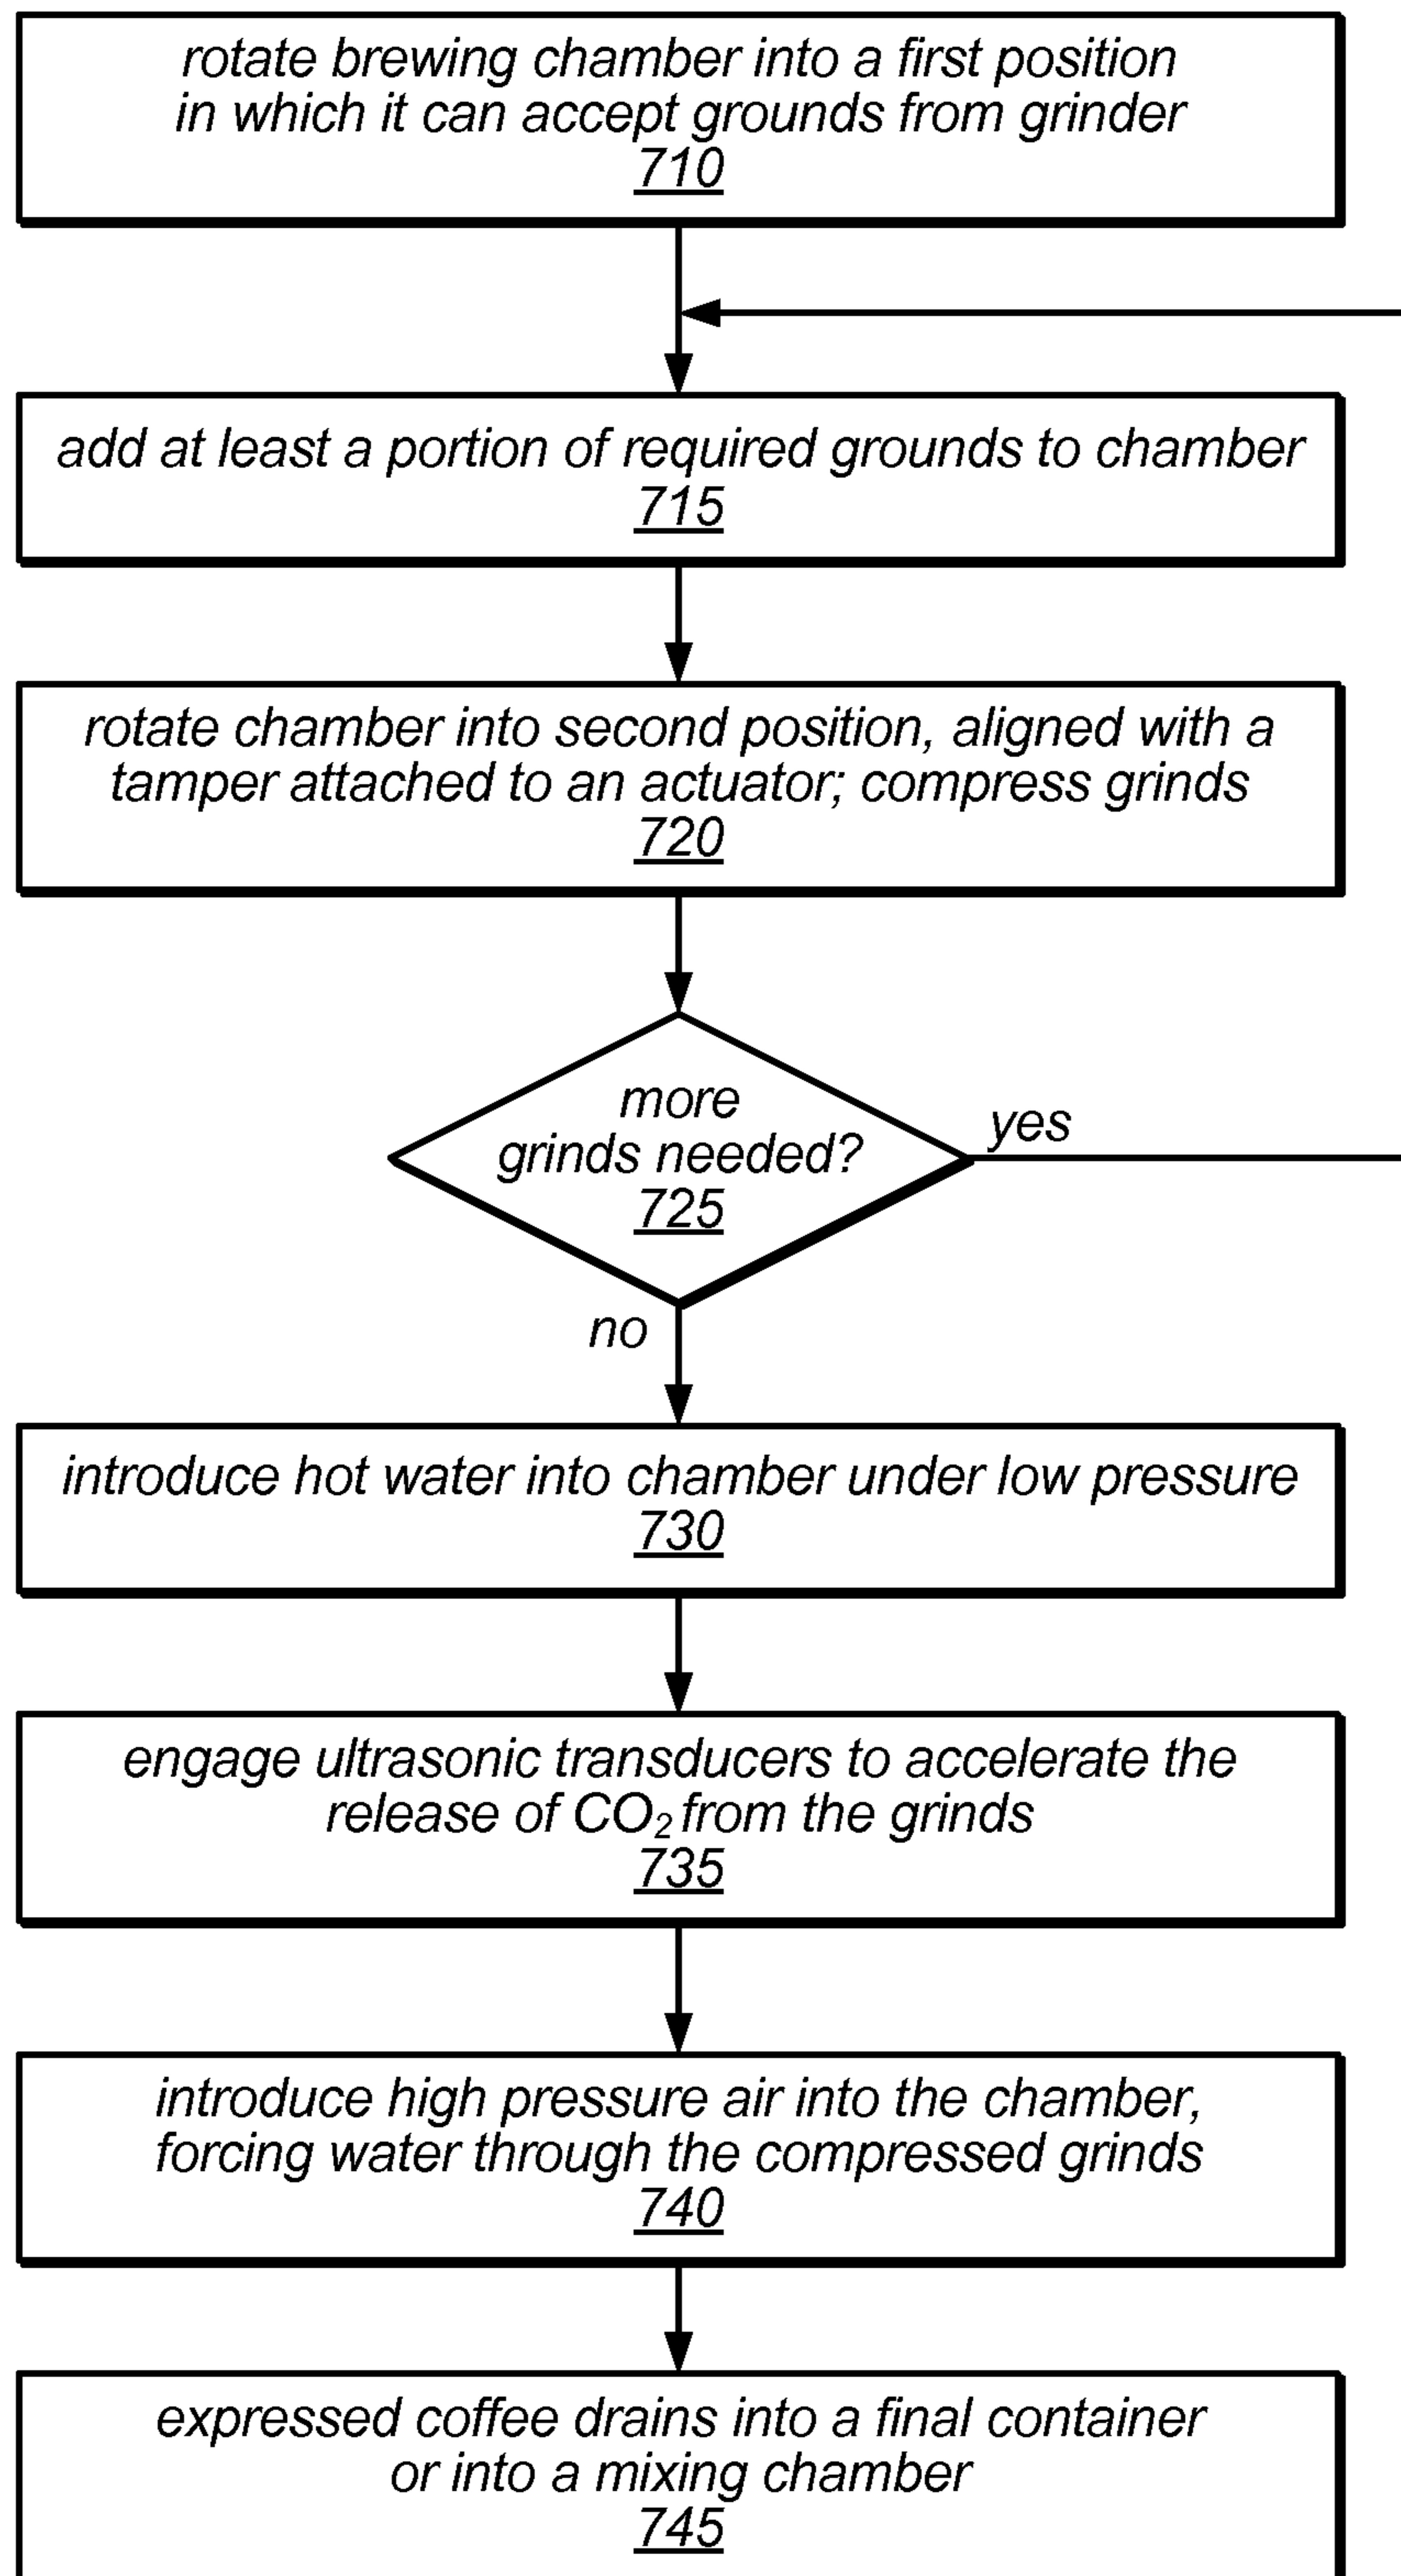 rotate brewing chamber into a first position
in which it can accept grounds from grinder
710
add at least a portion of required grounds to chamber
715
rotate chamber into second position, aligned with a
tamper attached to an actuator; compress grinds
720
more
grinds needed?
725
yes
no
introduce hot water into chamber under low pressure
730
engage ultrasonic transducers to accelerate the
release of CO₂ from the grinds
735
introduce high pressure air into the chamber,
forcing water through the compressed grinds
740
expressed coffee drains into a final container
or into a mixing chamber
745